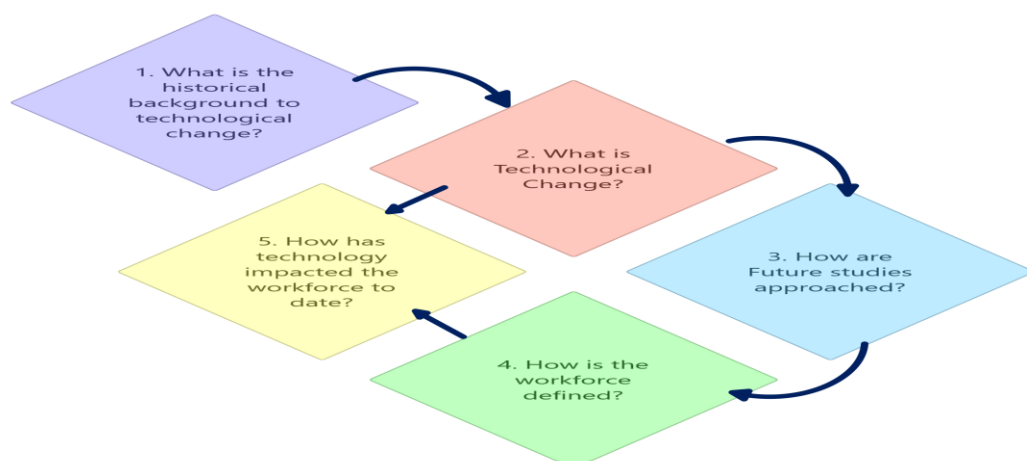 1. What is the
historical
background to
technological
change?
2. What is
Technological
Change?
3. How are
Future studies
approached?
4. How is the
workforce
defined?
5. How has
technology
impacted the
workforce to
date?